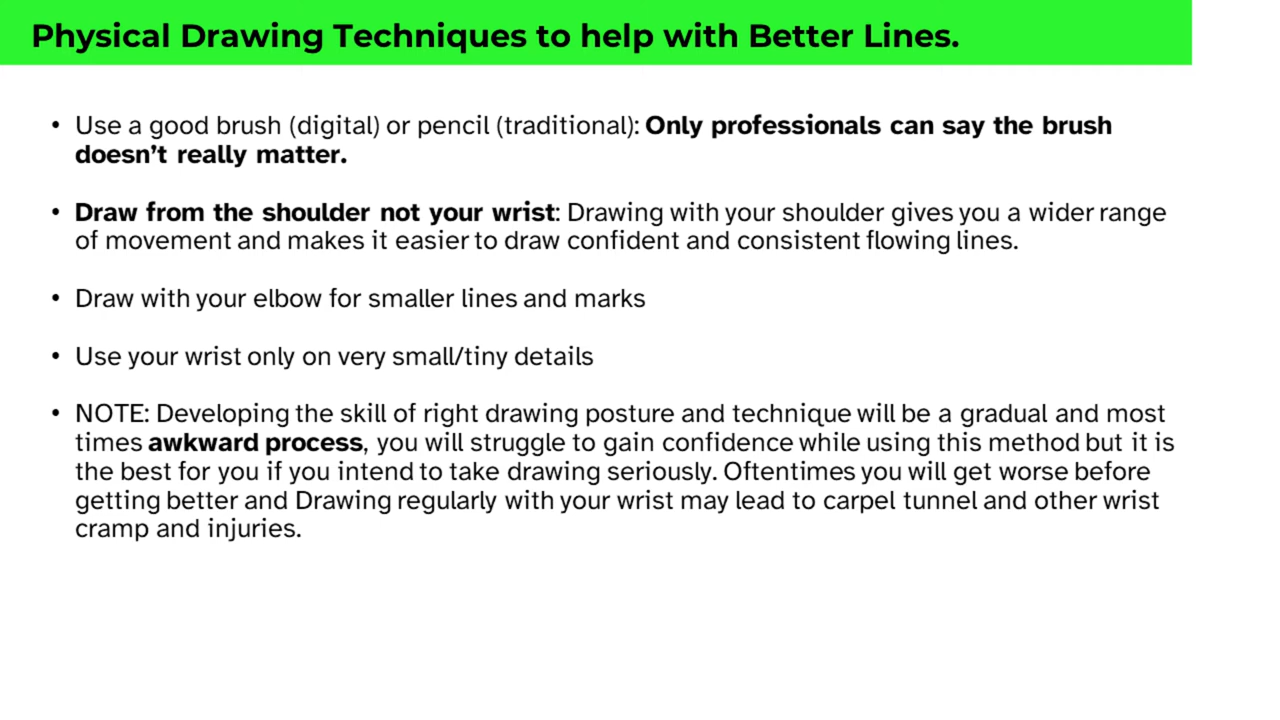 Physical Drawing Techniques to help with Better Lines.
• Use a good brush (digital) or pencil (traditional): Only professionals can say the brush
doesn’t really matter.
• Draw from the shoulder not your wrist: Drawing with your shoulder gives you a wider range
of movement and makes it easier to draw confident and consistent flowing lines.
• Draw with your elbow for smaller lines and marks
• Use your wrist only on very small/tiny details
• NOTE: Developing the skill of right drawing posture and technique will be a gradual and most
times awkward process, you will struggle to gain confidence while using this method but it is
the best for you if you intend to take drawing seriously. Oftentimes you will get worse before
getting better and Drawing regularly with your wrist may lead to carpel tunnel and other wrist
cramp and injuries.